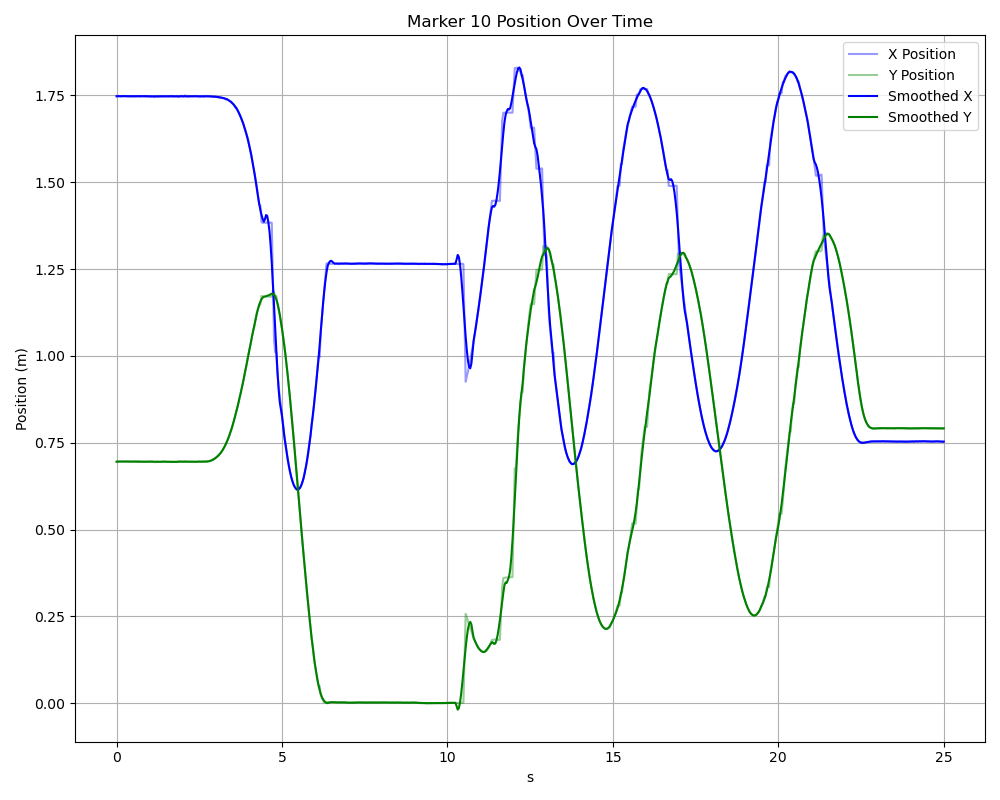 Marker 10 Position Over Time
X Position
Y Position
Smoothed X
Smoothed Y
Position (m)
1.75
1.50
1.25
1.00
0.75
0.50
0.25
0.00
0 5 10 15 20 25
s